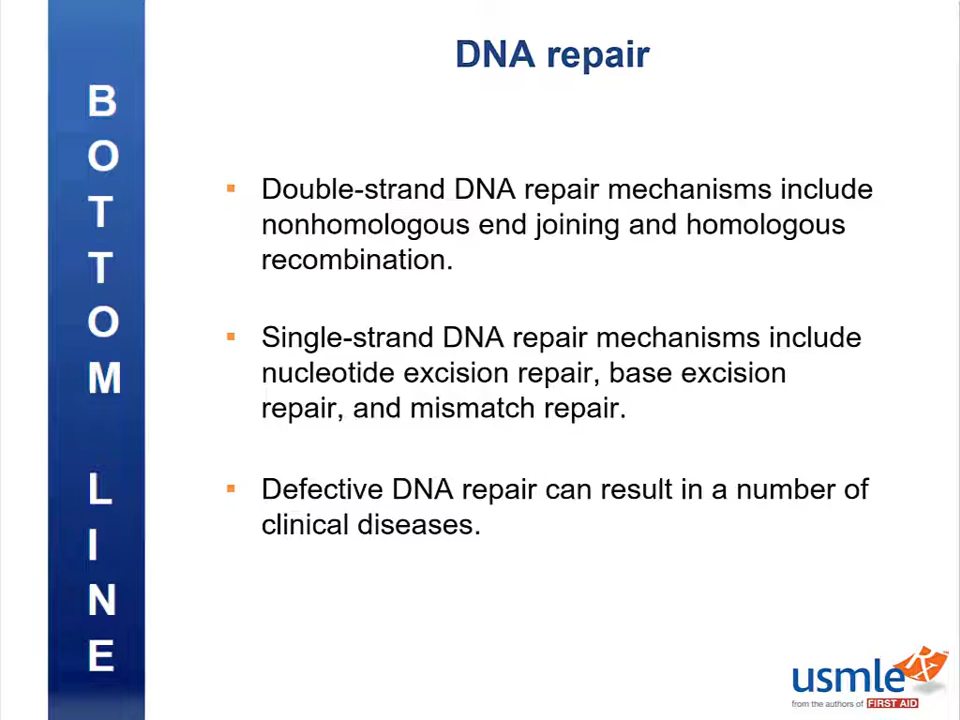 DNA repair
BOTTOM LINE
▪ Double-strand DNA repair mechanisms include
nonhomologous end joining and homologous
recombination.
▪ Single-strand DNA repair mechanisms include
nucleotide excision repair, base excision
repair, and mismatch repair.
▪ Defective DNA repair can result in a number of
clinical diseases.
usmle Rx™
from the authors of FIRST AID